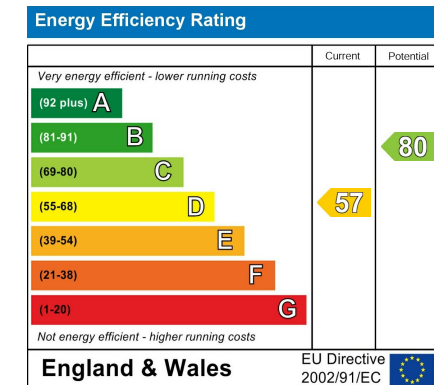 Energy Efficiency Rating
Current Potential
Very energy efficient - lower running costs
(92 plus) A
(81-91) B
80
(69-80) C
(55-68) D
57
(39-54) E
(21-38) F
(1-20) G
Not energy efficient - higher running costs
England & Wales
EU Directive
2002/91/EC